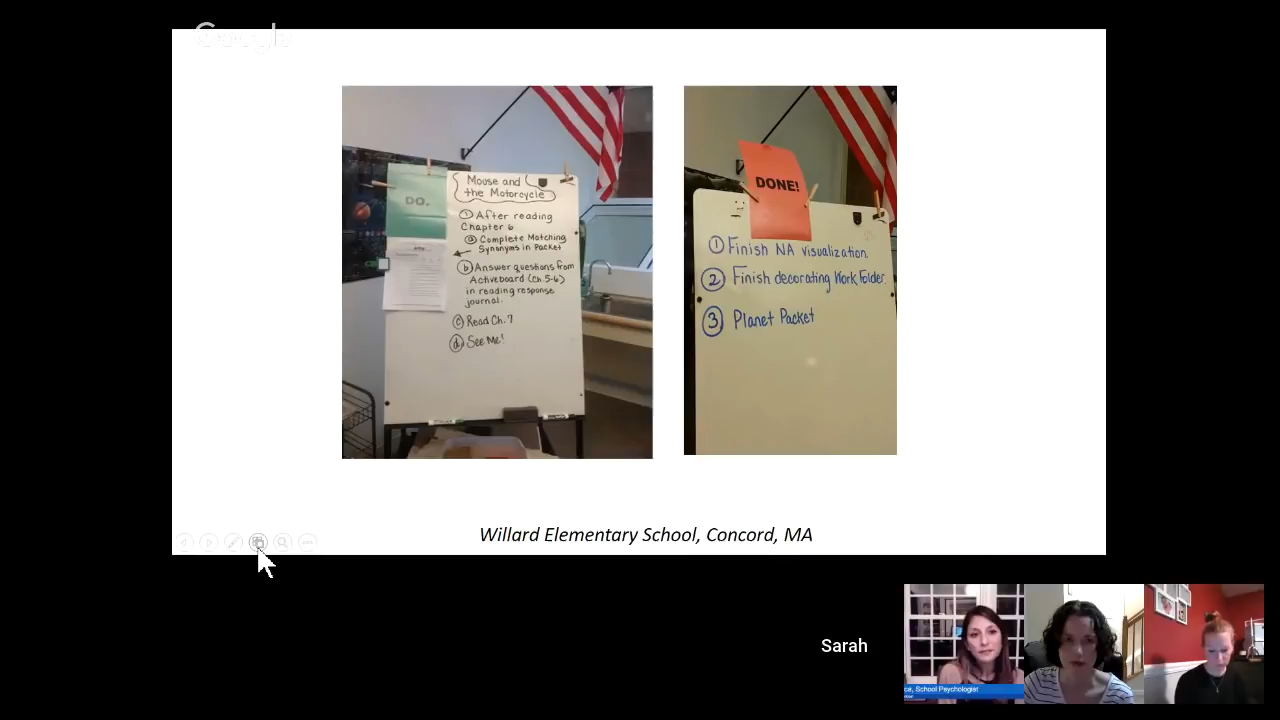 Google
DO.
Mouse and
the Motorcycle
① After reading
Chapter 6
ⓐ Complete Matching
Synonyms in Packet
ⓑ Answer questions from
Activeboard (Ch. 5-6)
in reading response
journal.
ⓒ Read Ch. 7
ⓓ See Me!
DONE!
① Finish NA visualization.
② Finish decorating Work Folder.
③ Planet Packet
Willard Elementary School, Concord, MA
Sarah
ce, School Psychologist